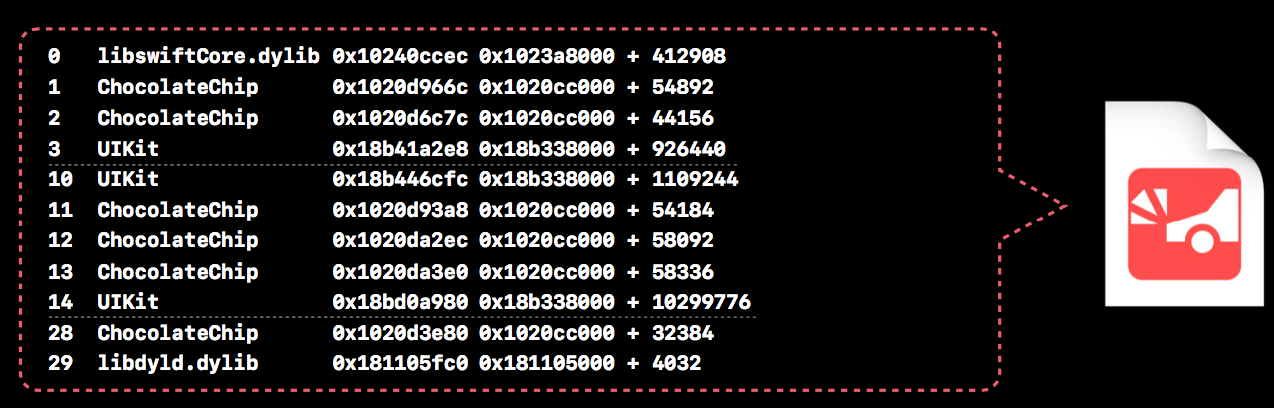 0 libswiftCore.dylib 0x10240ccec 0x1023a8000 + 412908
1 ChocolateChip 0x1020d966c 0x1020cc000 + 54892
2 ChocolateChip 0x1020d6c7c 0x1020cc000 + 44156
3 UIKit 0x18b41a2e8 0x18b338000 + 926440
10 UIKit 0x18b446cfc 0x18b338000 + 1109244
11 ChocolateChip 0x1020d93a8 0x1020cc000 + 54184
12 ChocolateChip 0x1020da2ec 0x1020cc000 + 58092
13 ChocolateChip 0x1020da3e0 0x1020cc000 + 58336
14 UIKit 0x18bd0a980 0x18b338000 + 10299776
28 ChocolateChip 0x1020d3e80 0x1020cc000 + 32384
29 libdyld.dylib 0x181105fc0 0x181105000 + 4032